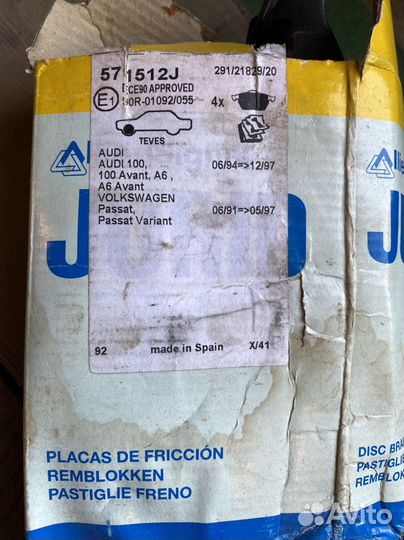 571512J
291/21829/20
ECE90 APPROVED
E1
90R-01092/055
4x
TEVES
AUDI
AUDI 100,
06/94=>12/97
100 Avant, A6 ,
A6 Avant
VOLKSWAGEN
Passat,
06/91=>05/97
Passat Variant
92
made in Spain
X/41
PLACAS DE FRICCIÓN
REMBLOKKEN
PASTIGLIE FRENO
DISC BRA
PASTIGLIE
REMBLOK
Avito